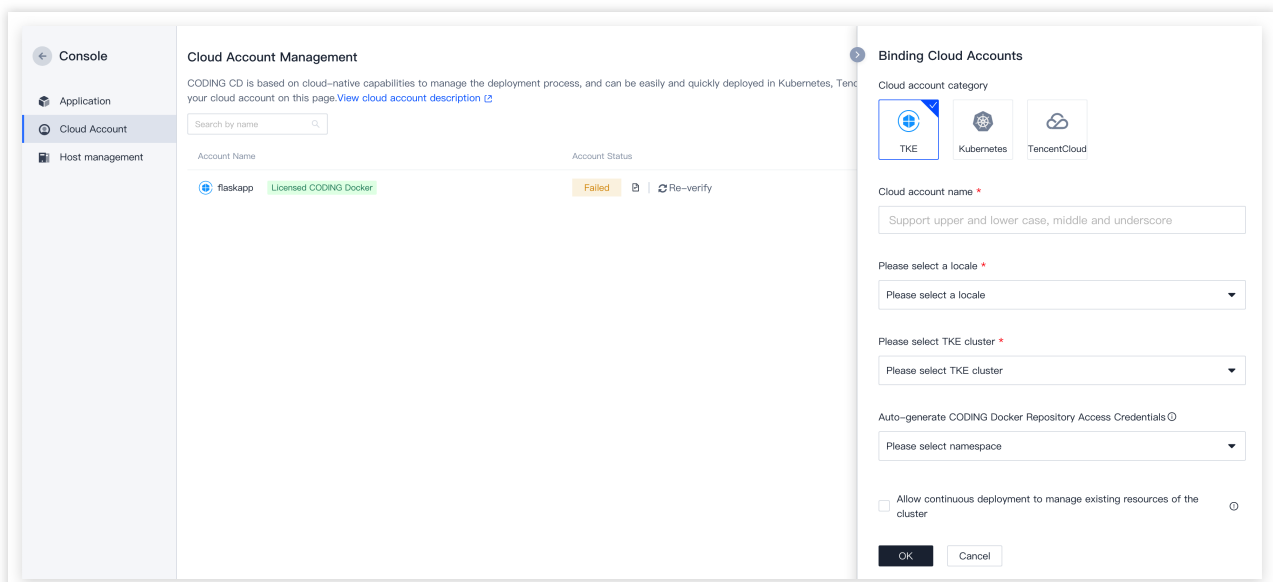 Console
Application
Cloud Account
Host management
Cloud Account Management
CODING CD is based on cloud-native capabilities to manage the deployment process, and can be easily and quickly deployed in Kubernetes, Tenc
your cloud account on this page.View cloud account description
Search by name
Account Name Account Status
flaskapp Licensed CODING Docker Failed Re-verify
Binding Cloud Accounts
Cloud account category
TKE Kubernetes TencentCloud
Cloud account name *
Support upper and lower case, middle and underscore
Please select a locale *
Please select a locale
Please select TKE cluster *
Please select TKE cluster
Auto-generate CODING Docker Repository Access Credentials
Please select namespace
Allow continuous deployment to manage existing resources of the
cluster
OK Cancel